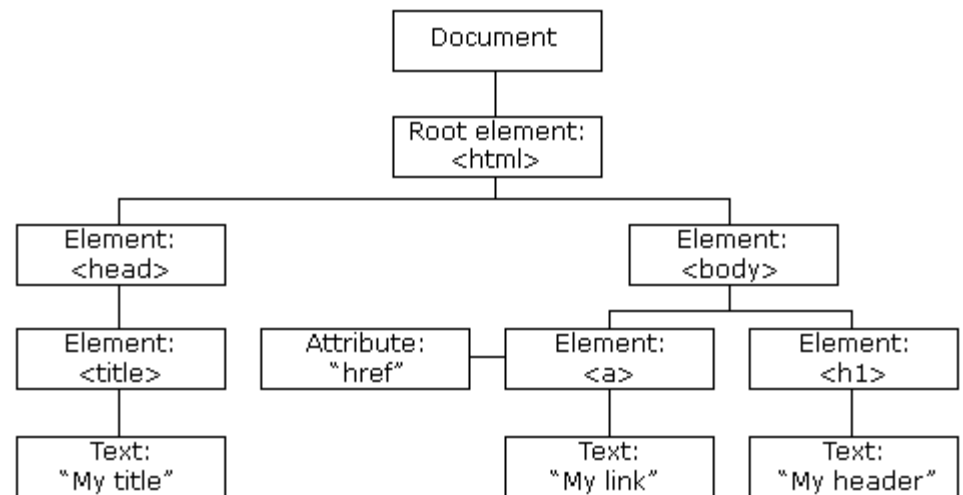 Document
Root element:
<html>
Element:
<head>
Element:
<body>
Element:
<title>
Attribute:
“href”
Element:
<a>
Element:
<h1>
Text:
“My title”
Text:
“My link”
Text:
“My header”